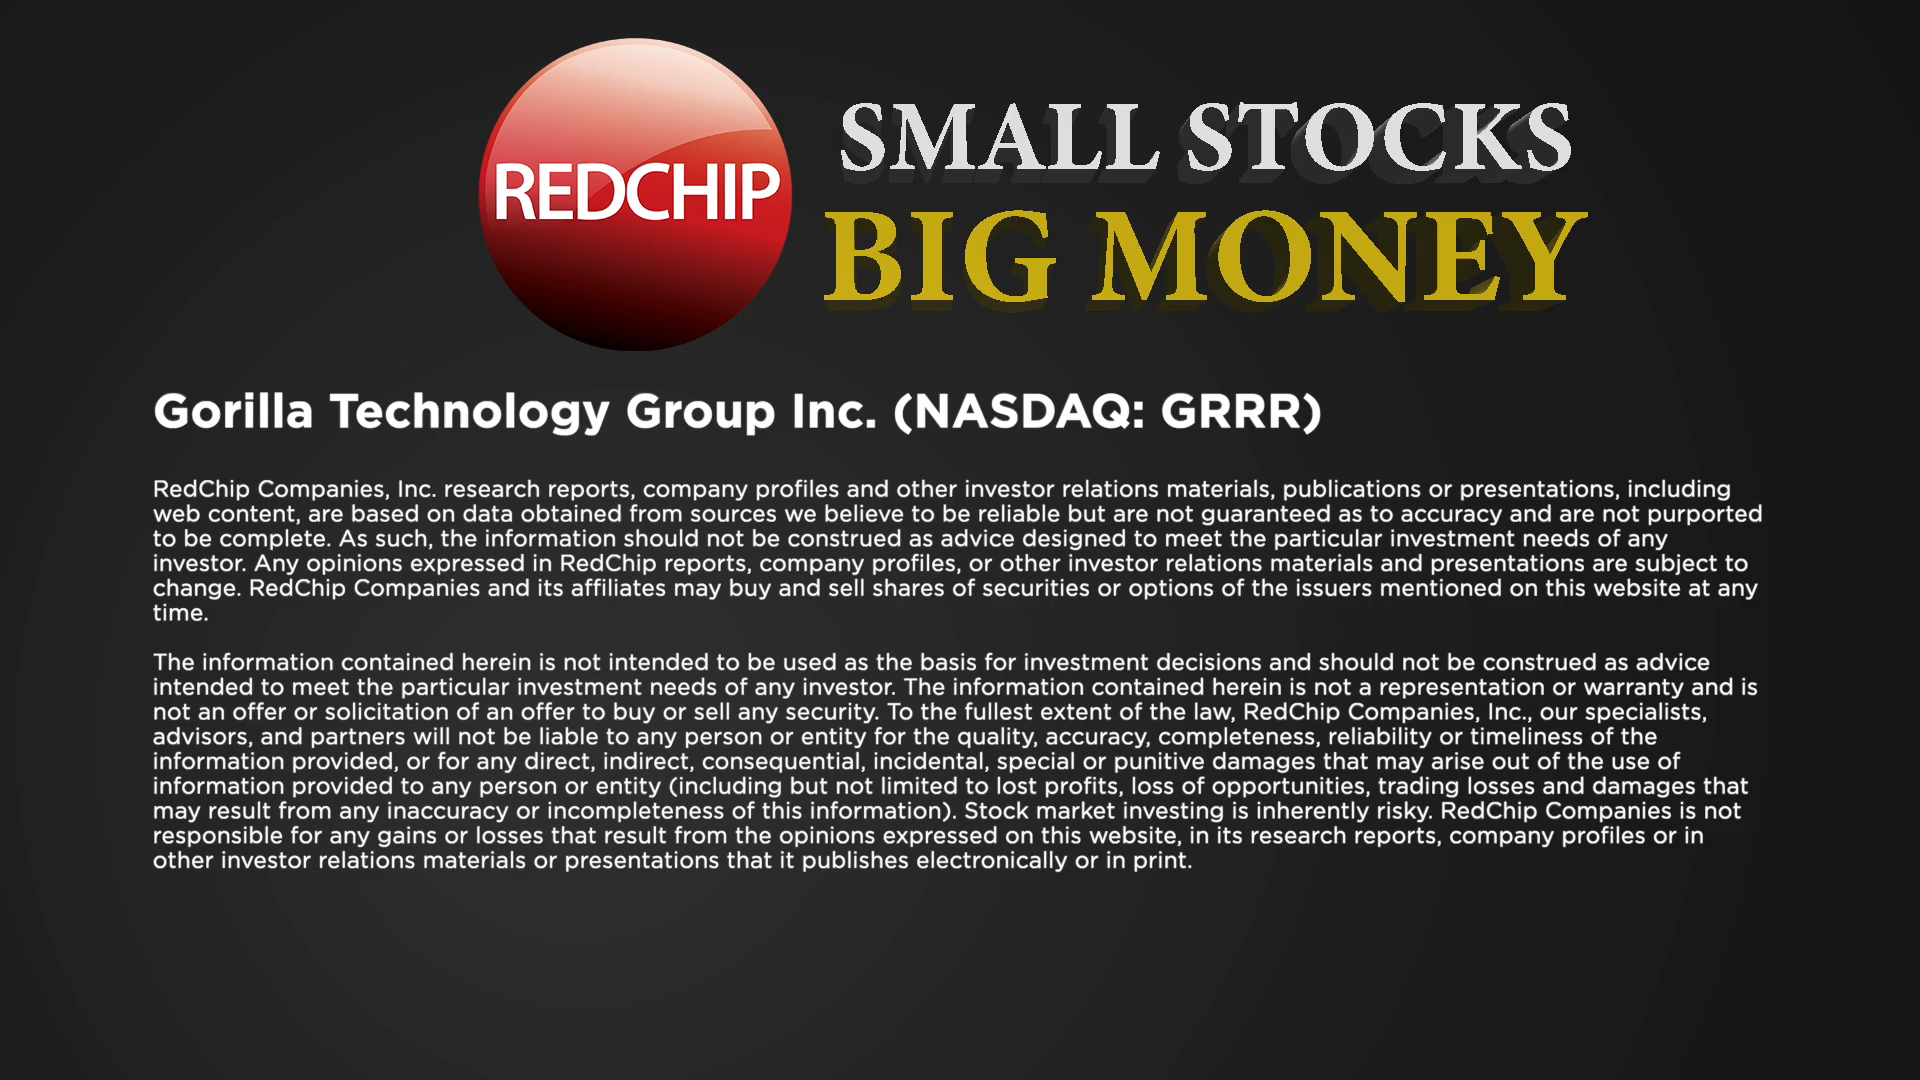 REDCHIP
SMALL STOCKS
BIG MONEY
Gorilla Technology Group Inc. (NASDAQ: GRRR)
RedChip Companies, Inc. research reports, company profiles and other investor relations materials, publications or presentations, including
web content, are based on data obtained from sources we believe to be reliable but are not guaranteed as to accuracy and are not purported
to be complete. As such, the information should not be construed as advice designed to meet the particular investment needs of any
investor. Any opinions expressed in RedChip reports, company profiles, or other investor relations materials and presentations are subject to
change. RedChip Companies and its affiliates may buy and sell shares of securities or options of the issuers mentioned on this website at any
time.
The information contained herein is not intended to be used as the basis for investment decisions and should not be construed as advice
intended to meet the particular investment needs of any investor. The information contained herein is not a representation or warranty and is
not an offer or solicitation of an offer to buy or sell any security. To the fullest extent of the law, RedChip Companies, Inc., our specialists,
advisors, and partners will not be liable to any person or entity for the quality, accuracy, completeness, reliability or timeliness of the
information provided, or for any direct, indirect, consequential, incidental, special or punitive damages that may arise out of the use of
information provided to any person or entity (including but not limited to lost profits, loss of opportunities, trading losses and damages that
may result from any inaccuracy or incompleteness of this information). Stock market investing is inherently risky. RedChip Companies is not
responsible for any gains or losses that result from the opinions expressed on this website, in its research reports, company profiles or in
other investor relations materials or presentations that it publishes electronically or in print.